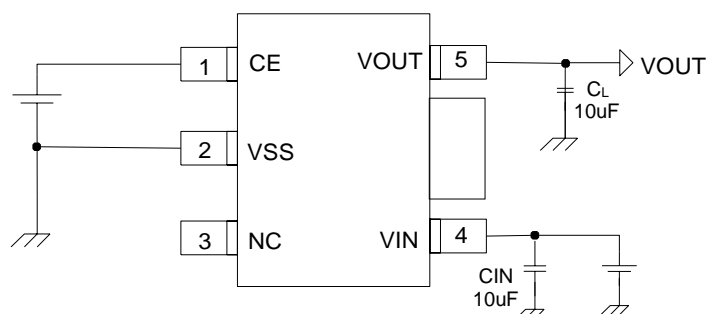 1 CE VOUT 5 VOUT
CL
10uF
2 VSS
3 NC VIN 4
CIN
10uF